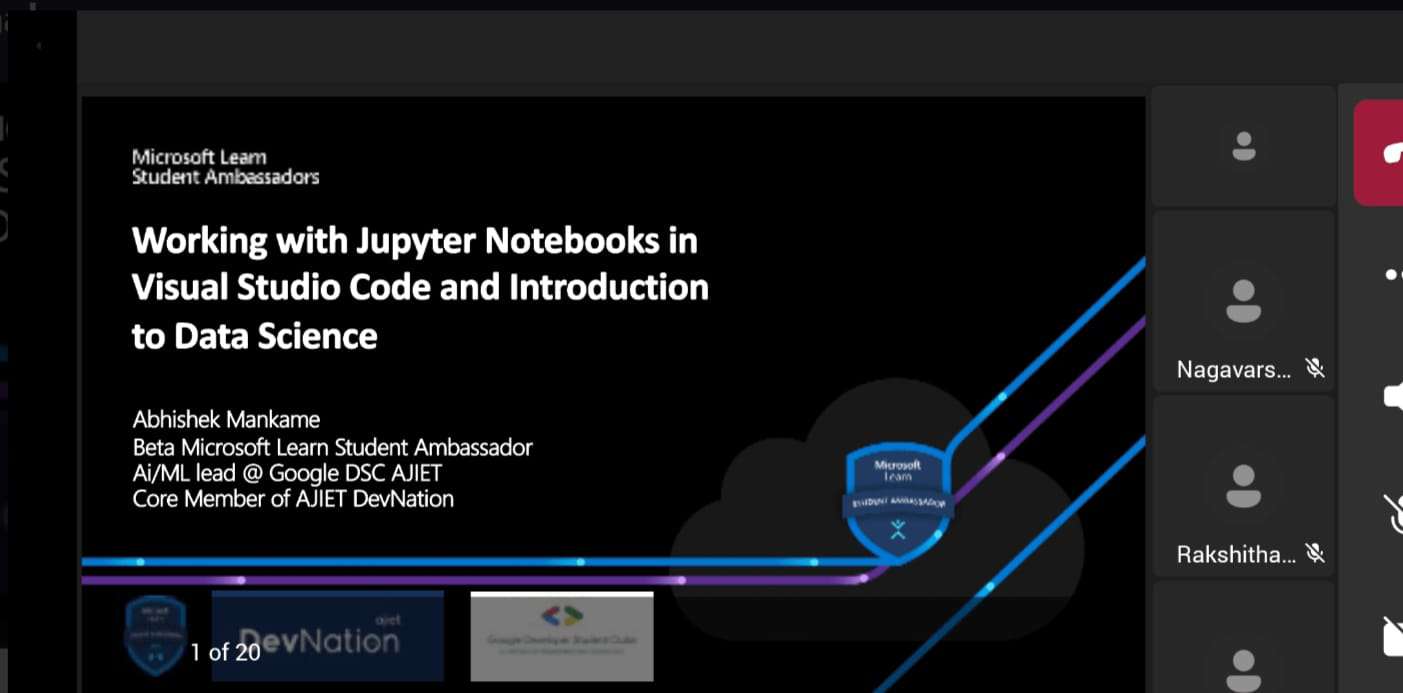 Microsoft Learn
Student Ambassadors
Working with Jupyter Notebooks in
Visual Studio Code and Introduction
to Data Science
Abhishek Mankame
Beta Microsoft Learn Student Ambassador
Ai/ML lead @ Google DSC AJIET
Core Member of AJIET DevNation
Microsoft
Learn
STUDENT AMBASSADOR
ajiet
DevNation
1 of 20
Google Developer Student Clubs
Nagavars...
Rakshitha...